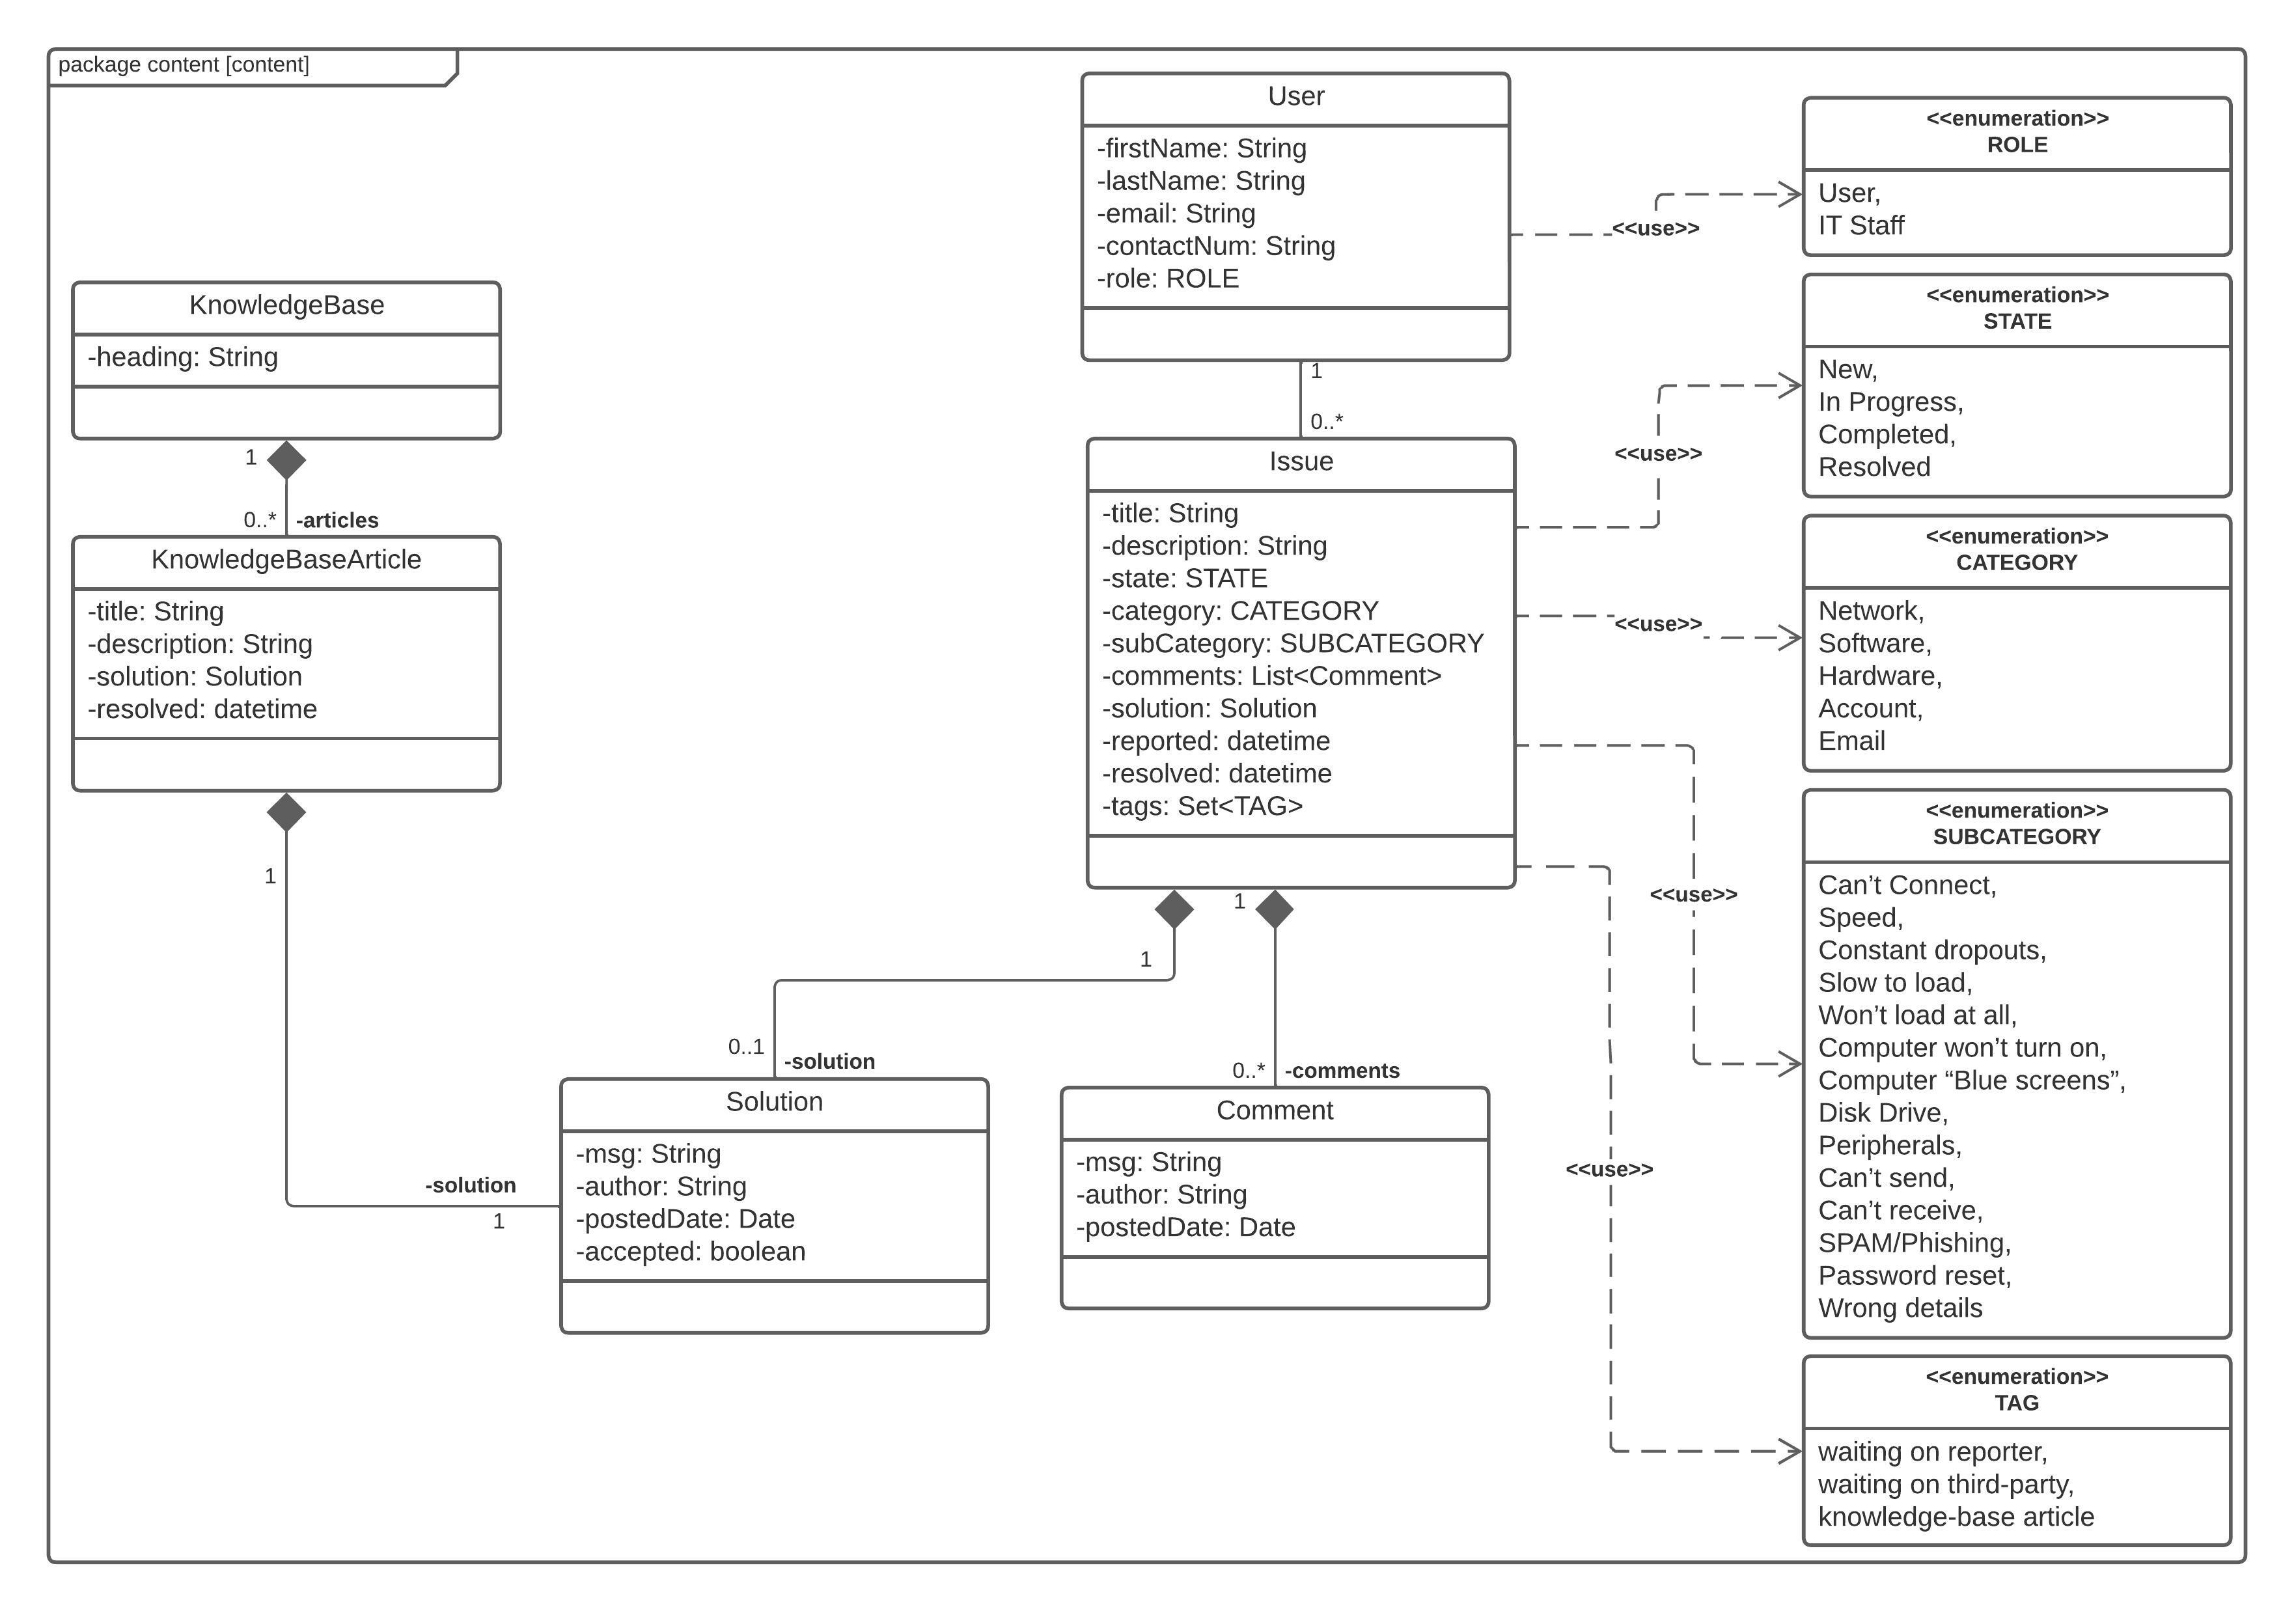 package content [content]
User
-firstName: String
-lastName: String
-email: String
-contactNum: String
-role: ROLE
<<use>>
<<enumeration>>
ROLE
User,
IT Staff
KnowledgeBase
-heading: String
1
0..*
-articles
KnowledgeBaseArticle
-title: String
-description: String
-solution: Solution
-resolved: datetime
1
-solution
1
1
0..*
Issue
-title: String
-description: String
-state: STATE
-category: CATEGORY
-subCategory: SUBCATEGORY
-comments: List<Comment>
-solution: Solution
-reported: datetime
-resolved: datetime
-tags: Set<TAG>
1
1
0..1
-solution
0..*
-comments
Solution
-msg: String
-author: String
-postedDate: Date
-accepted: boolean
Comment
-msg: String
-author: String
-postedDate: Date
<<use>>
<<use>>
<<use>>
<<use>>
<<enumeration>>
STATE
New,
In Progress,
Completed,
Resolved
<<enumeration>>
CATEGORY
Network,
Software,
Hardware,
Account,
Email
<<enumeration>>
SUBCATEGORY
Can’t Connect,
Speed,
Constant dropouts,
Slow to load,
Won’t load at all,
Computer won’t turn on,
Computer “Blue screens”,
Disk Drive,
Peripherals,
Can’t send,
Can’t receive,
SPAM/Phishing,
Password reset,
Wrong details
<<enumeration>>
TAG
waiting on reporter,
waiting on third-party,
knowledge-base article